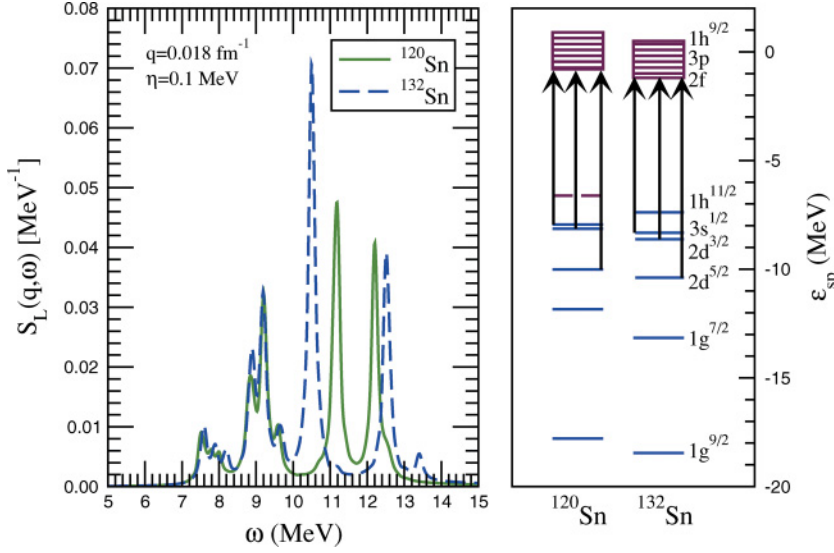 0.08
0.07
0.06
0.05
0.04
0.03
0.02
0.01
0.00
S_L(q,ω) [MeV⁻¹]
q=0.018 fm⁻¹
η=0.1 MeV
¹²⁰Sn
¹³²Sn
5 6 7 8 9 10 11 12 13 14 15
ω (MeV)
1h⁹/²
3p
2f
1h¹¹/²
3s¹/²
2d³/²
2d⁵/²
1g⁷/²
1g⁹/²
0
-5
-10
-15
-20
ε_sp (MeV)
¹²⁰Sn ¹³²Sn